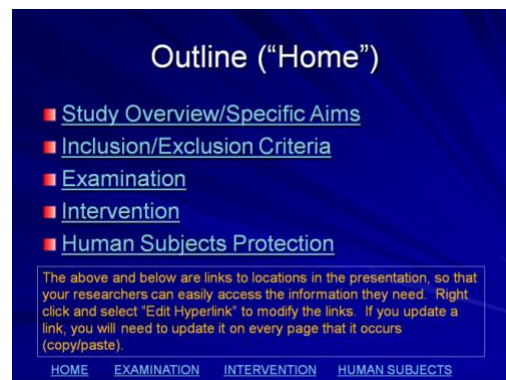 Outline (“Home”)
Study Overview/Specific Aims
Inclusion/Exclusion Criteria
Examination
Intervention
Human Subjects Protection
The above and below are links to locations in the presentation, so that
your researchers can easily access the information they need.  Right
click and select "Edit Hyperlink" to modify the links.  If you update a
link, you will need to update it on every page that it occurs
(copy/paste).
HOME EXAMINATION INTERVENTION HUMAN SUBJECTS